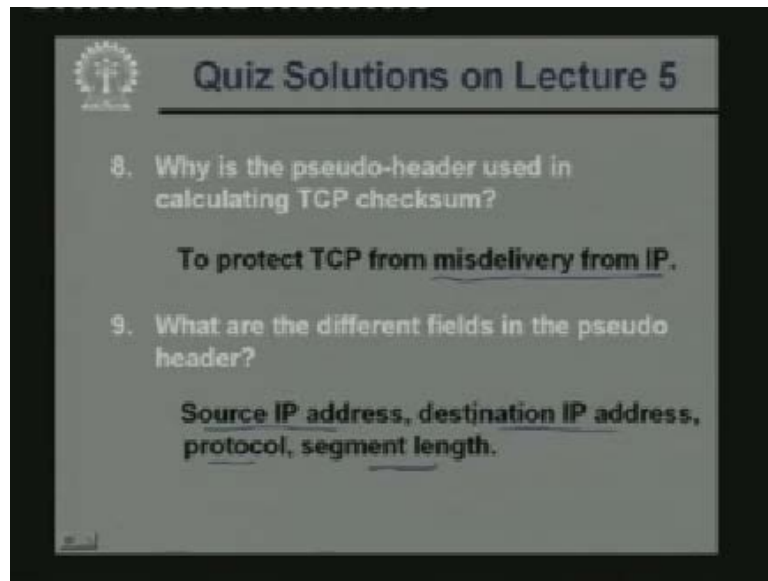 Quiz Solutions on Lecture 5
8. Why is the pseudo-header used in
calculating TCP checksum?
To protect TCP from misdelivery from IP.
9. What are the different fields in the pseudo
header?
Source IP address, destination IP address,
protocol, segment length.